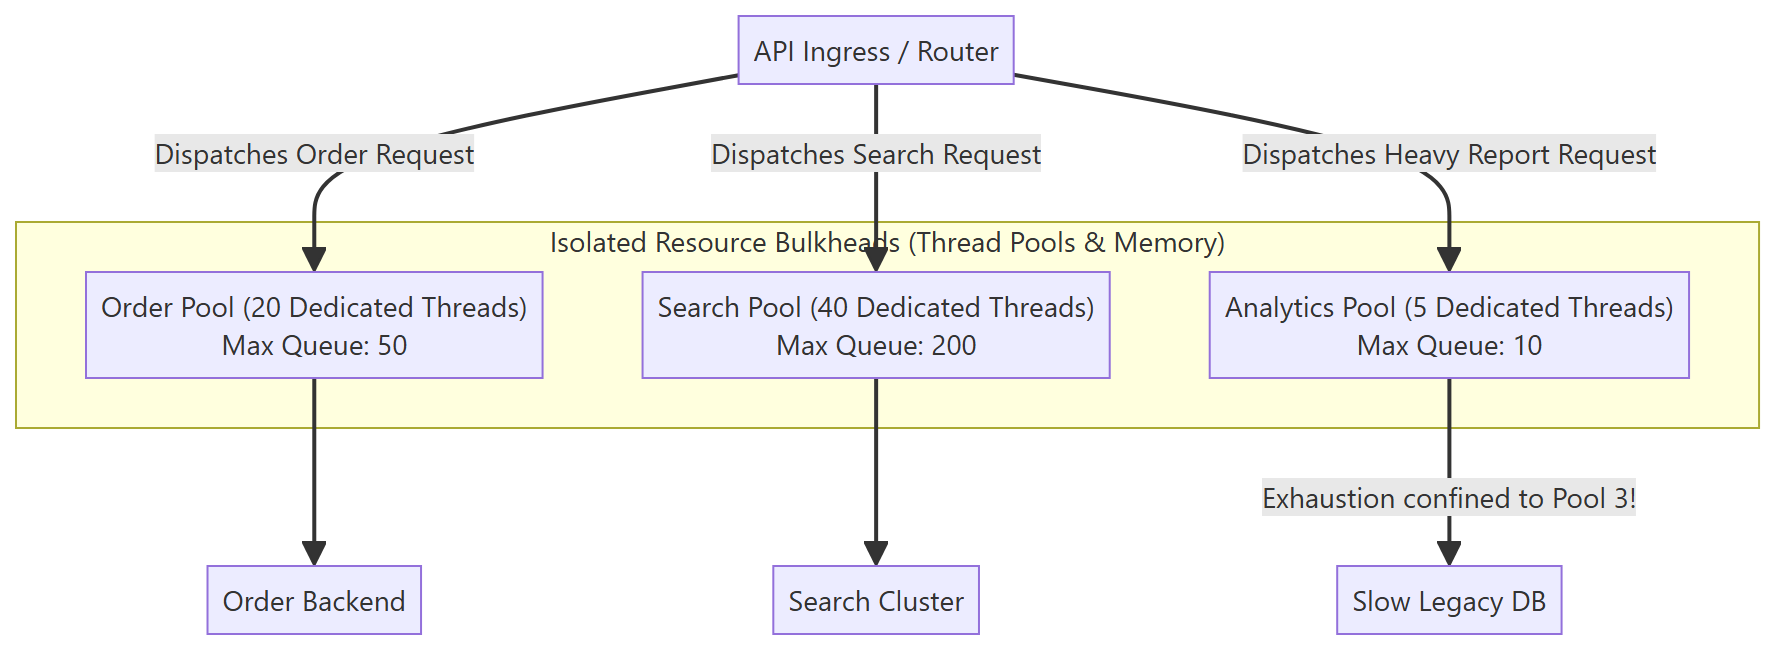 API Ingress / Router
Dispatches Order Request
Dispatches Search Request
Dispatches Heavy Report Request
Isolated Resource Bulkheads (Thread Pools & Memory)
Order Pool (20 Dedicated Threads)
Max Queue: 50
Search Pool (40 Dedicated Threads)
Max Queue: 200
Analytics Pool (5 Dedicated Threads)
Max Queue: 10
Exhaustion confined to Pool 3!
Order Backend
Search Cluster
Slow Legacy DB